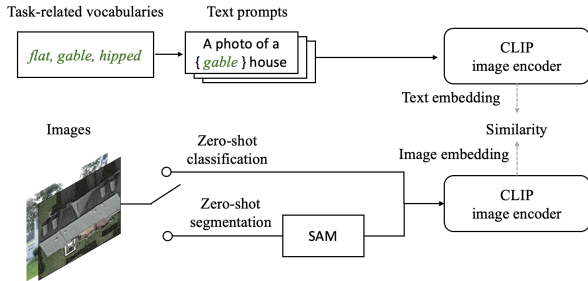 Task-related vocabularies
Text prompts
flat, gable, hipped
A photo of a
{ gable } house
CLIP
image encoder
Text embedding
Images
Similarity
Zero-shot
classification
Image embedding
Zero-shot
segmentation
SAM
CLIP
image encoder